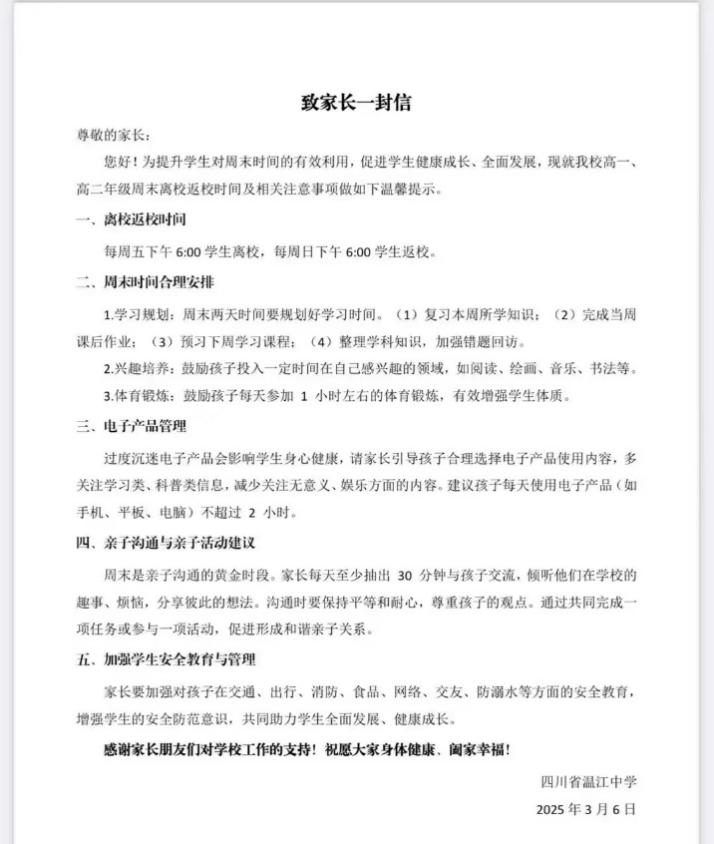 致家长一封信
尊敬的家长：
您好！为提升学生对周末时间的有效利用，促进学生健康成长、全面发展，现就我校高一、
高二年级周末离校返校时间及相关注意事项做如下温馨提示。
一、离校返校时间
每周五下午 6:00 学生离校，每周日下午 6:00 学生返校。
二、周末时间合理安排
1.学习规划：周末两天时间要规划好学习时间。（1）复习本周所学知识；（2）完成当周
课后作业；（3）预习下周学习课程；（4）整理学科知识，加强错题回访。
2.兴趣培养：鼓励孩子投入一定时间在自己感兴趣的领域，如阅读、绘画、音乐、书法等。
3.体育锻炼：鼓励孩子每天参加 1 小时左右的体育锻炼，有效增强学生体质。
三、电子产品管理
过度沉迷电子产品会影响学生身心健康，请家长引导孩子合理选择电子产品使用内容，多
关注学习类、科普类信息，减少关注无意义、娱乐方面的内容。建议孩子每天使用电子产品（如
手机、平板、电脑）不超过 2 小时。
四、亲子沟通与亲子活动建议
周末是亲子沟通的黄金时段。家长每天至少抽出 30 分钟与孩子交流，倾听他们在学校的
趣事、烦恼，分享彼此的想法。沟通时要保持平等和耐心，尊重孩子的观点。通过共同完成一
项任务或参与一项活动，促进形成和谐亲子关系。
五、加强学生安全教育与管理
家长要加强对孩子在交通、出行、消防、食品、网络、交友、防溺水等方面的安全教育，
增强学生的安全防范意识，共同助力学生全面发展、健康成长。
感谢家长朋友们对学校工作的支持！祝愿大家身体健康、阖家幸福！
四川省温江中学
2025 年 3 月 6 日